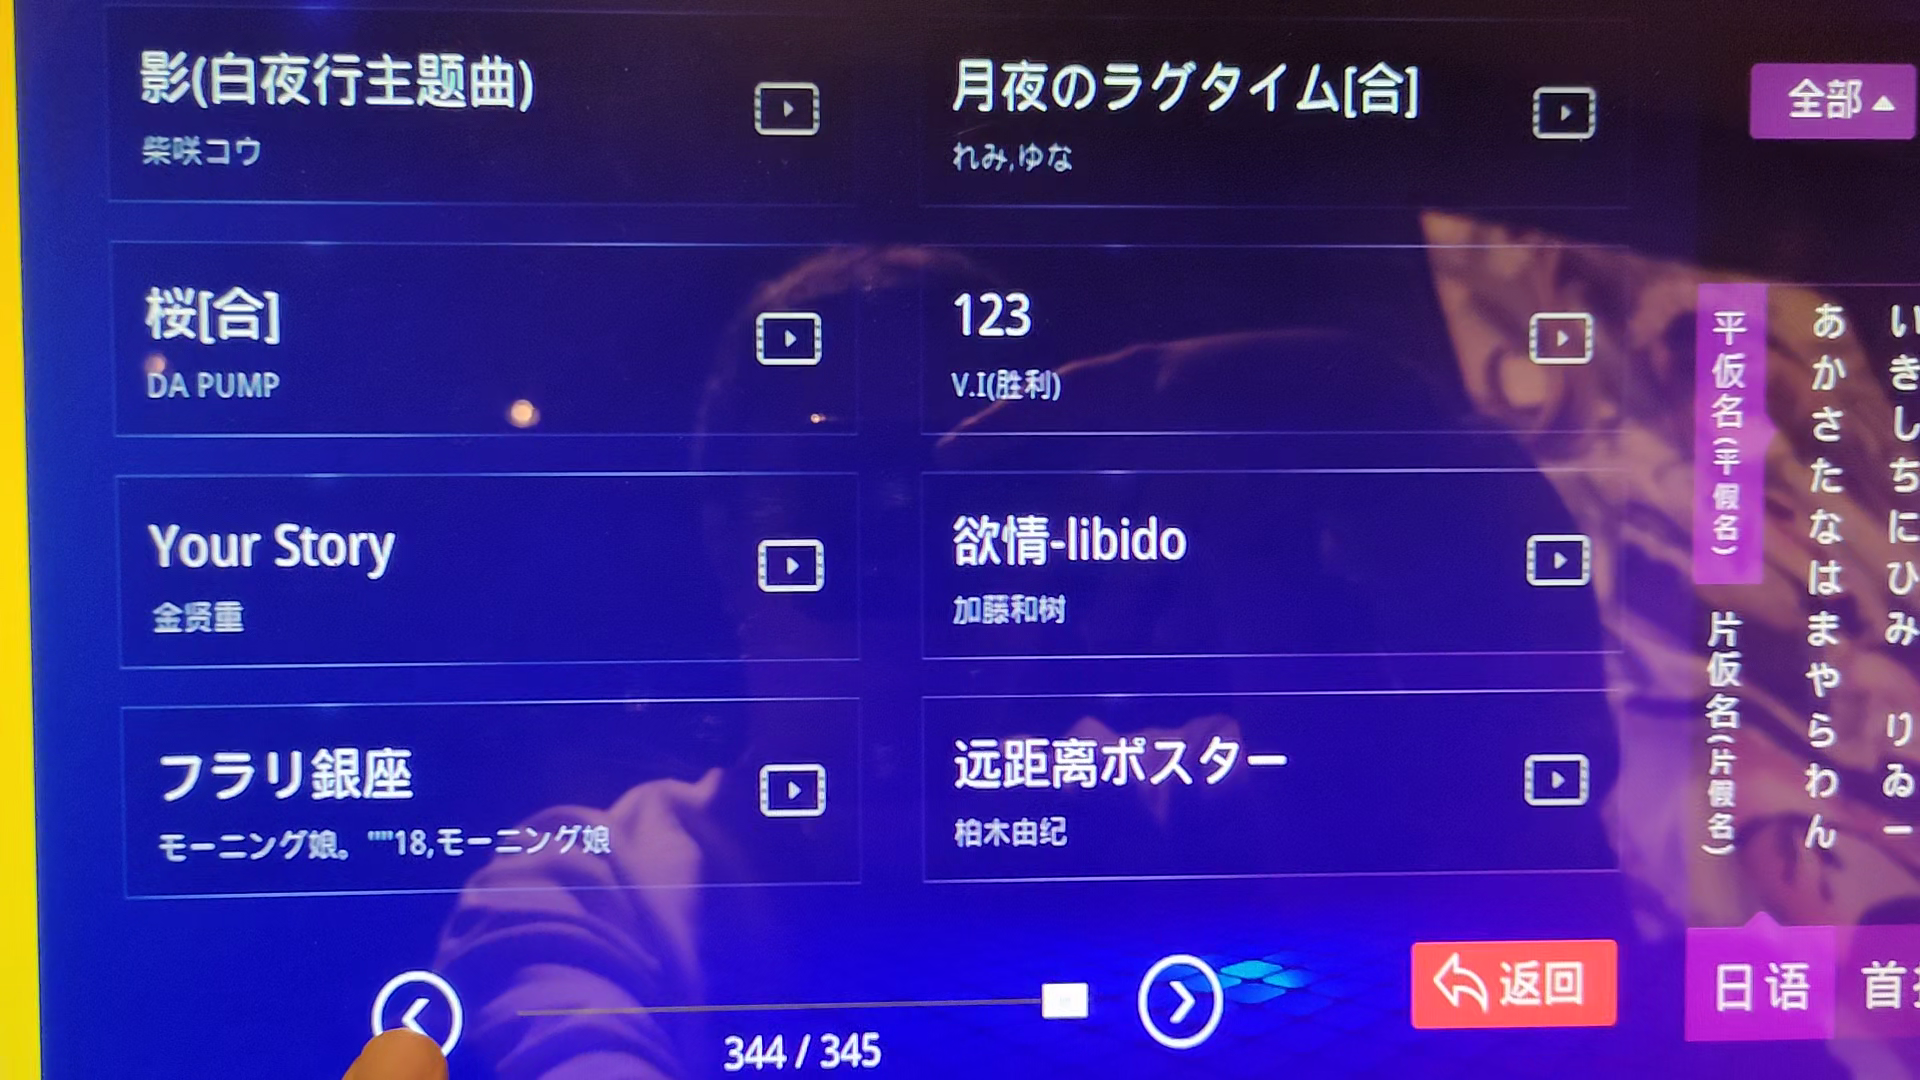 影(白夜行主题曲)
柴咲コウ
月夜のラグタイム[合]
れみ,ゆな
全部
桜[合]
DA PUMP
123
V.I(胜利)
Your Story
金贤重
欲情-libido
加藤和树
フラリ銀座
モーニング娘。""18,モーニング娘
远距离ポスター
柏木由纪
平仮名(平假名)
片仮名(片假名)
あかさたなはまやらわん
いきしちにひみ りゐー
344 / 345
返回
日语
首